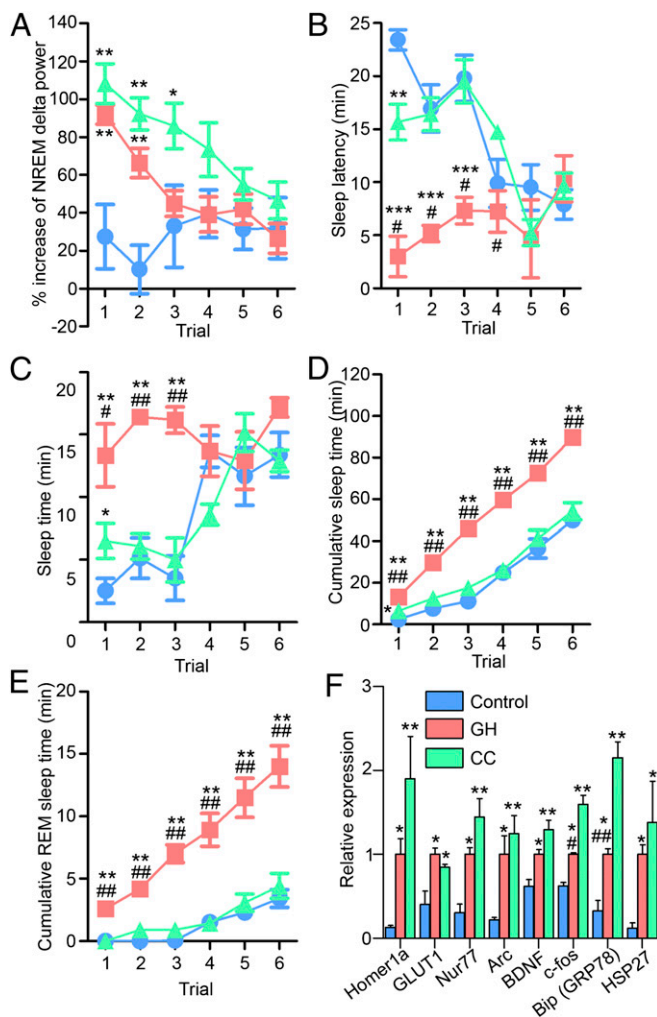 A
% increase of NREM delta power
140
120
100
80
60
40
20
0
-20
**
**
*
**
**
1 2 3 4 5 6
Trial
B
Sleep latency (min)
25
20
15
10
5
0
**
***
#
***
#
***
#
#
1 2 3 4 5 6
Trial
C
Sleep time (min)
20
15
10
5
0
**
#
**
##
**
##
*
1 2 3 4 5 6
Trial
D
Cumulative sleep time (min)
120
100
80
60
40
20
0
**
##
**
##
**
##
**
##
**
##
**
##
*
1 2 3 4 5 6
Trial
E
Cumulative REM sleep time (min)
20
15
10
5
0
**
##
**
##
**
##
**
##
**
##
**
##
1 2 3 4 5 6
Trial
F
Relative expression
3
2
1
0
Control
GH
CC
* **
* *
* **
* **
* **
*
# **
*
## **
* *
Homer1a
GLUT1
Nur77
Arc
BDNF
c-fos
Bip (GRP78)
HSP27